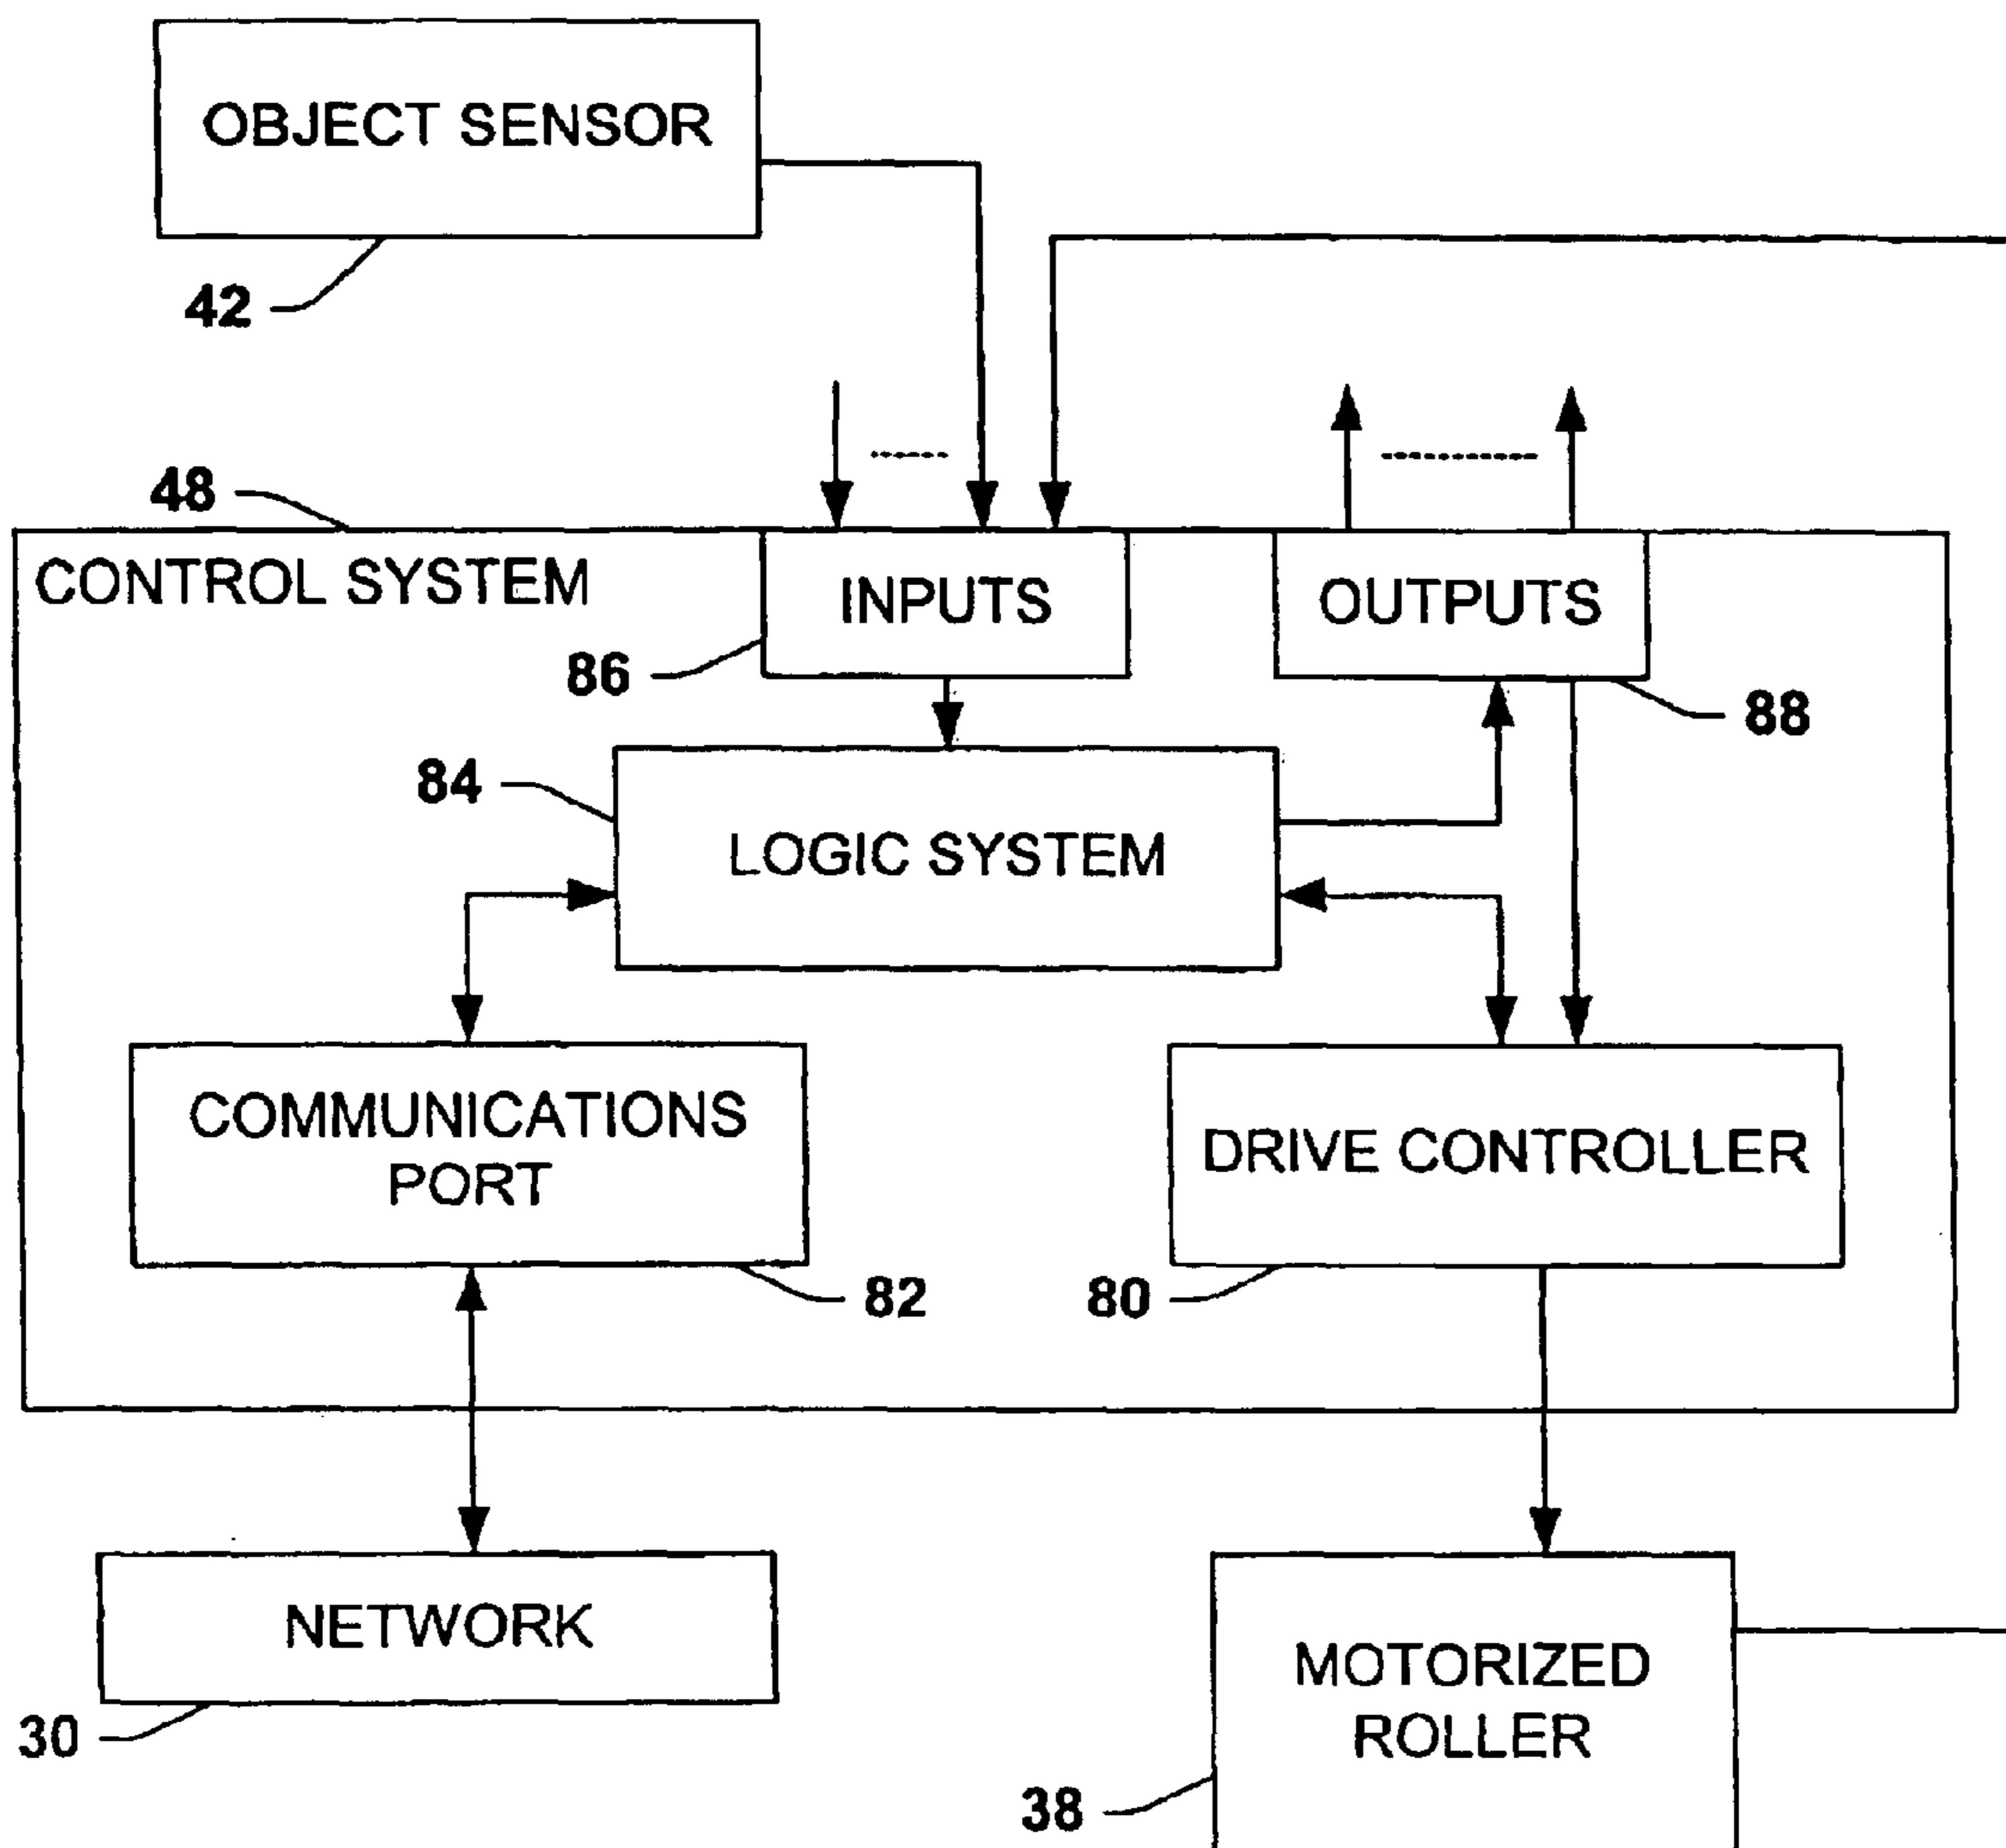 OBJECT SENSOR
42
48
CONTROL SYSTEM
INPUTS
OUTPUTS
86
88
84
LOGIC SYSTEM
COMMUNICATIONS
PORT
DRIVE CONTROLLER
82
80
NETWORK
MOTORIZED
ROLLER
30
38